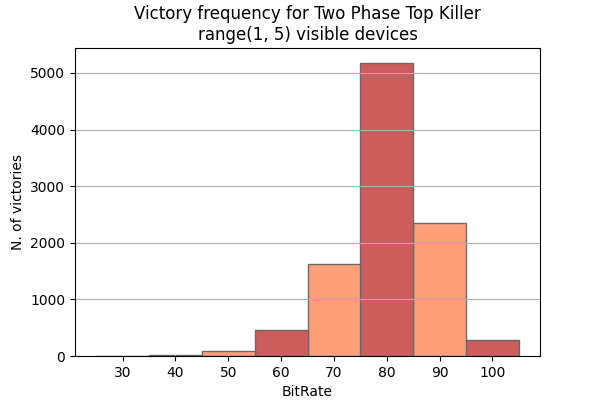 Victory frequency for Two Phase Top Killer
range(1, 5) visible devices
N. of victories
5000
4000
3000
2000
1000
0
30 40 50 60 70 80 90 100
BitRate